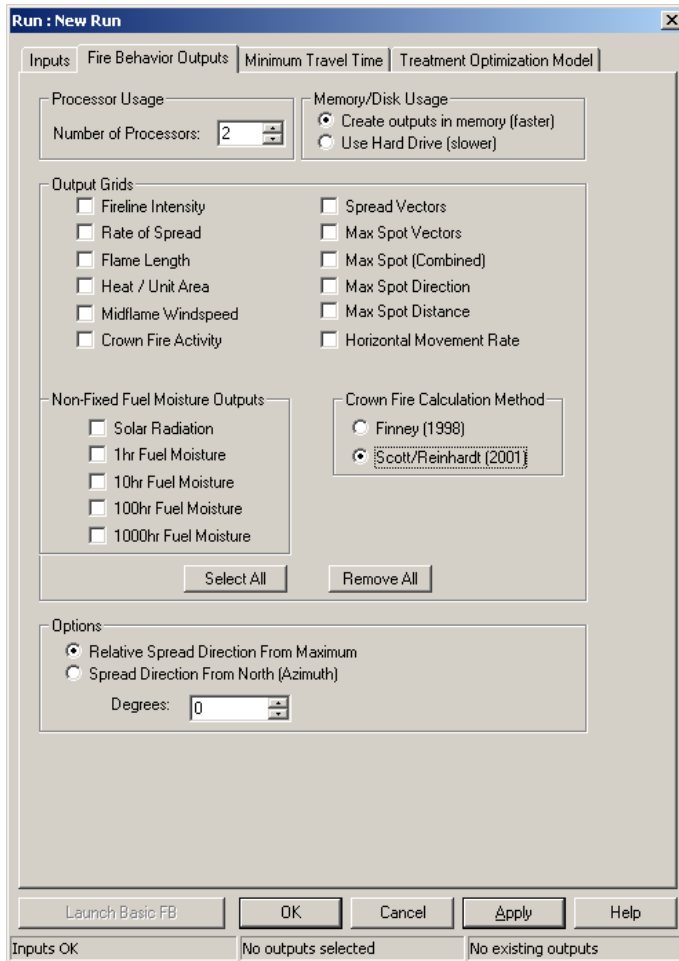 Run : New Run
Inputs
Fire Behavior Outputs
Minimum Travel Time
Treatment Optimization Model
Processor Usage
Number of Processors: 2
Memory/Disk Usage
Create outputs in memory (faster)
Use Hard Drive (slower)
Output Grids
Fireline Intensity
Rate of Spread
Flame Length
Heat / Unit Area
Midflame Windspeed
Crown Fire Activity
Spread Vectors
Max Spot Vectors
Max Spot (Combined)
Max Spot Direction
Max Spot Distance
Horizontal Movement Rate
Non-Fixed Fuel Moisture Outputs
Solar Radiation
1hr Fuel Moisture
10hr Fuel Moisture
100hr Fuel Moisture
1000hr Fuel Moisture
Crown Fire Calculation Method
Finney (1998)
Scott/Reinhardt (2001)
Select All
Remove All
Options
Relative Spread Direction From Maximum
Spread Direction From North (Azimuth)
Degrees: 0
Launch Basic FB
OK
Cancel
Apply
Help
Inputs OK
No outputs selected
No existing outputs